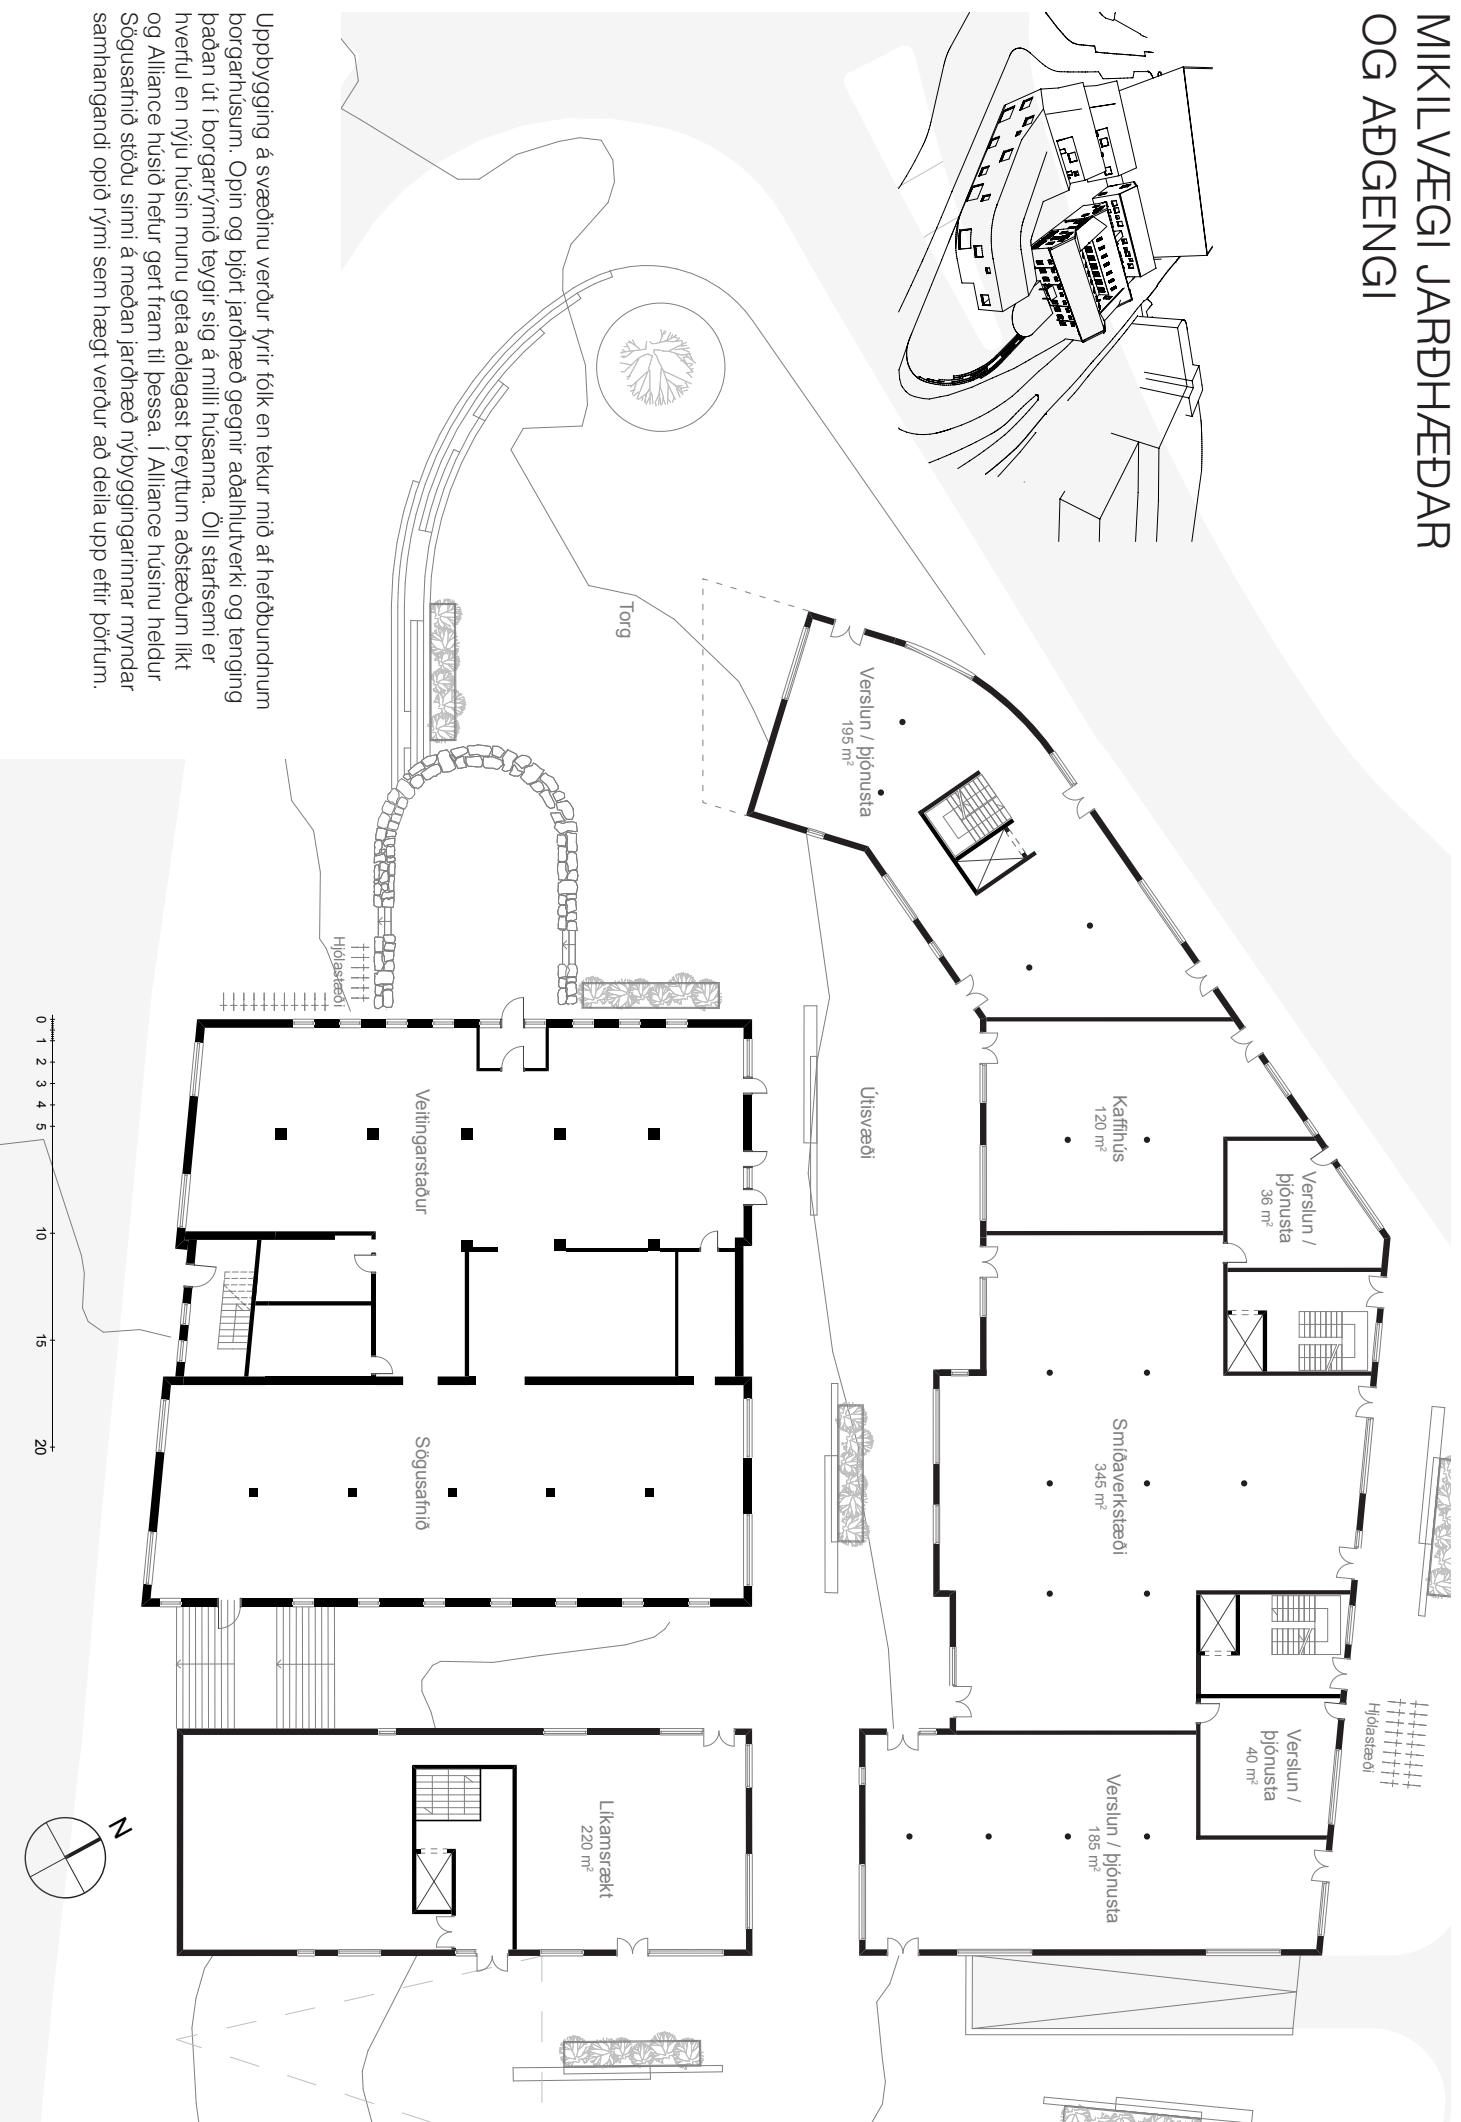 MIKILVÆGI JARÐHÆÐAR
OG AÐGENGI
Uppbygging á svæðinu verður fyrir fólk en tekur mið af hefðbundnum
borgarhúsum. Opin og björt jarðhæð gegnir aðalhlutverki og tenging
þaðan út í borgarrýmið teygir sig á milli húsanna. Öll starfsemi er
hverful en nýju húsin munu geta aðlagast breyttum aðstæðum líkt
og Alliance húsið hefur gert fram til þessa. Í Alliance húsinu heldur
Sögusafnið stöðu sinni á meðan jarðhæð nýbyggingarinnar myndar
samhangandi opið rými sem hægt verður að deila upp eftir þörfum.
Torg
Verslun / þjónusta
195 m²
Hjólastæði
Útisvæði
Kaffihús
120 m²
Verslun /
þjónusta
36 m²
Veitingarstaður
Smíðaverkstæði
345 m²
Sögusafnið
Hjólastæði
Verslun /
þjónusta
40 m²
Verslun / þjónusta
185 m²
Líkamsrækt
220 m²
0 1 2 3 4 5 10 15 20
N